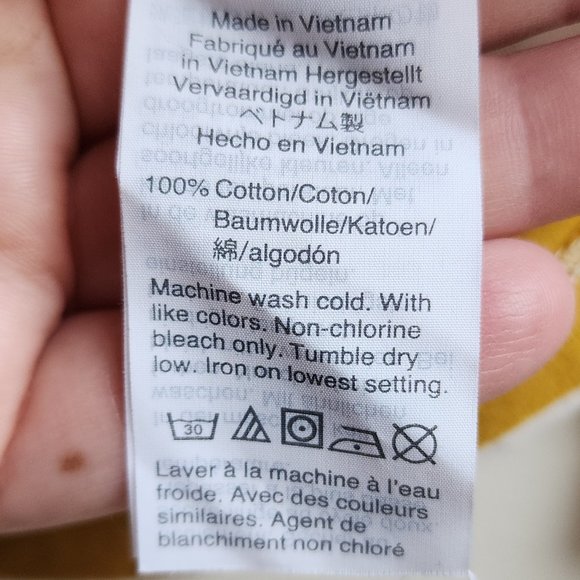 Made in Vietnam
Fabriqué au Vietnam
in Vietnam Hergestellt
Vervaardigd in Viëtnam
ベトナム製
Hecho en Vietnam
100% Cotton/Coton/
Baumwolle/Katoen/
綿/algodón
Machine wash cold. With
like colors. Non-chlorine
bleach only. Tumble dry
low. Iron on lowest setting.
30
Laver à la machine à l'eau
froide. Avec des couleurs
similaires. Agent de
blanchiment non chloré